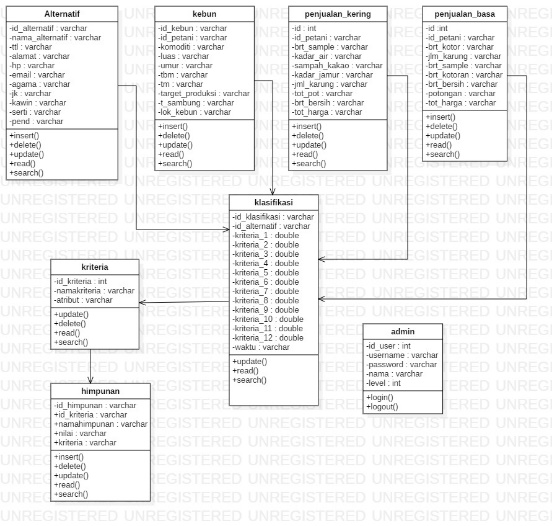 Alternatif
-id_alternatif : varchar
-nama_alternatif : varchar
-ttl : varchar
-alamat : varchar
-hp : varchar
-email : varchar
-agama : varchar
-jk : varchar
-kawin : varchar
-serti : varchar
-pend : varchar
+insert()
+delete()
+update()
+read()
+search()
kebun
-id_kebun : varchar
-id_petani : varchar
-komoditi : varchar
-luas : varchar
-umur : varchar
-tbm : varchar
-tm : varchar
-target_produksi : varchar
-t_sambung : varchar
-lok_kebun : varchar
+insert()
+delete()
+update()
+read()
+search()
penjualan_kering
-id : int
-id_petani : varchar
-brt_sample : varchar
-kadar_air : varchar
-sampah_kakao : varchar
-kadar_jamur : varchar
-jml_karung : varchar
-tot_pot : varchar
-brt_bersih : varchar
-tot_harga : varchar
+insert()
+delete()
+update()
+read()
+search()
penjualan_basa
-id :int
-id_petani : varchar
-brt_kotor : varchar
-jlm_karung : varchar
-brt_sample : varchar
-brt_kotoran : varchar
-brt_bersih : varchar
-potongan : varchar
-tot_harga : varchar
+insert()
+delete()
+update()
+read()
+search()
klasifikasi
-id_klasifikasi : varchar
-id_alternatif : varchar
-kriteria_1 : double
-kriteria_2 : double
-kriteria_3 : double
-kriteria_4 : double
-kriteria_5 : double
-kriteria_6 : double
-kriteria_7 : double
-kriteria_8 : double
-kriteria_9 : double
-kriteria_10 : double
-kriteria_11 : double
-kriteria_12 : double
-waktu : varchar
+update()
+read()
+search()
kriteria
-id_kriteria : int
-namakriteria : varchar
-atribut : varchar
+update()
+delete()
+read()
+search()
admin
-id_user : int
-username : varchar
-password : varchar
-nama : varchar
-level : int
+login()
+logout()
himpunan
-id_himpunan : varchar
+id_kriteria : varchar
+namahimpunan : varchar
+nilai : varchar
+kriteria : varchar
+insert()
+delete()
+update()
+read()
+search()